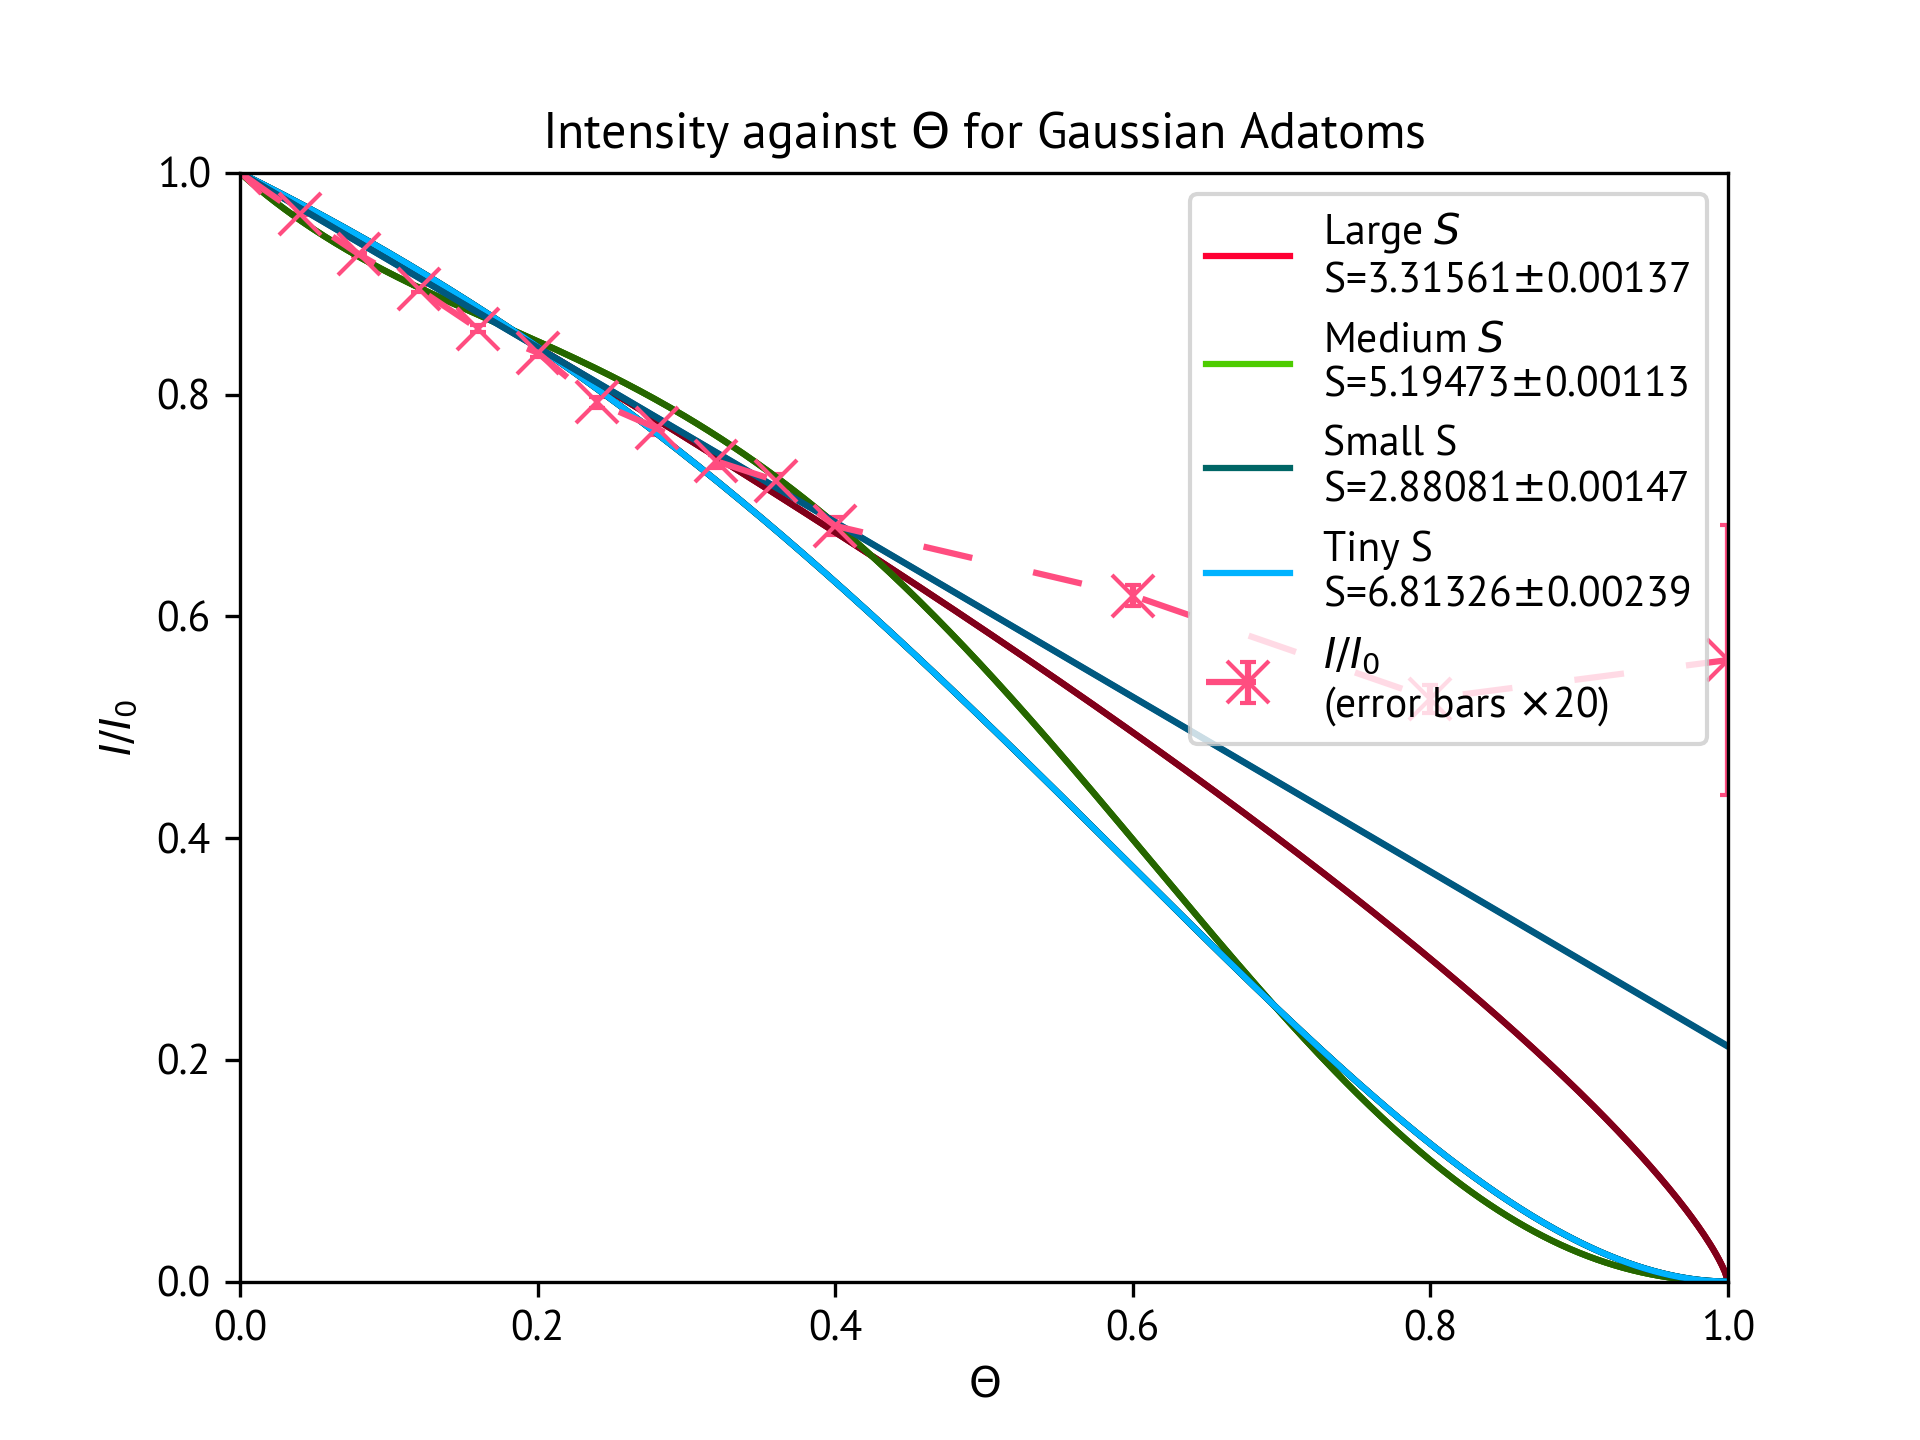 Intensity against Θ for Gaussian Adatoms
1.0
0.8
0.6
0.4
0.2
0.0
I/I₀
0.0
0.2
0.4
0.6
0.8
1.0
Θ
Large S
S=3.31561±0.00137
Medium S
S=5.19473±0.00113
Small S
S=2.88081±0.00147
Tiny S
S=6.81326±0.00239
I/I₀
(error bars ×20)